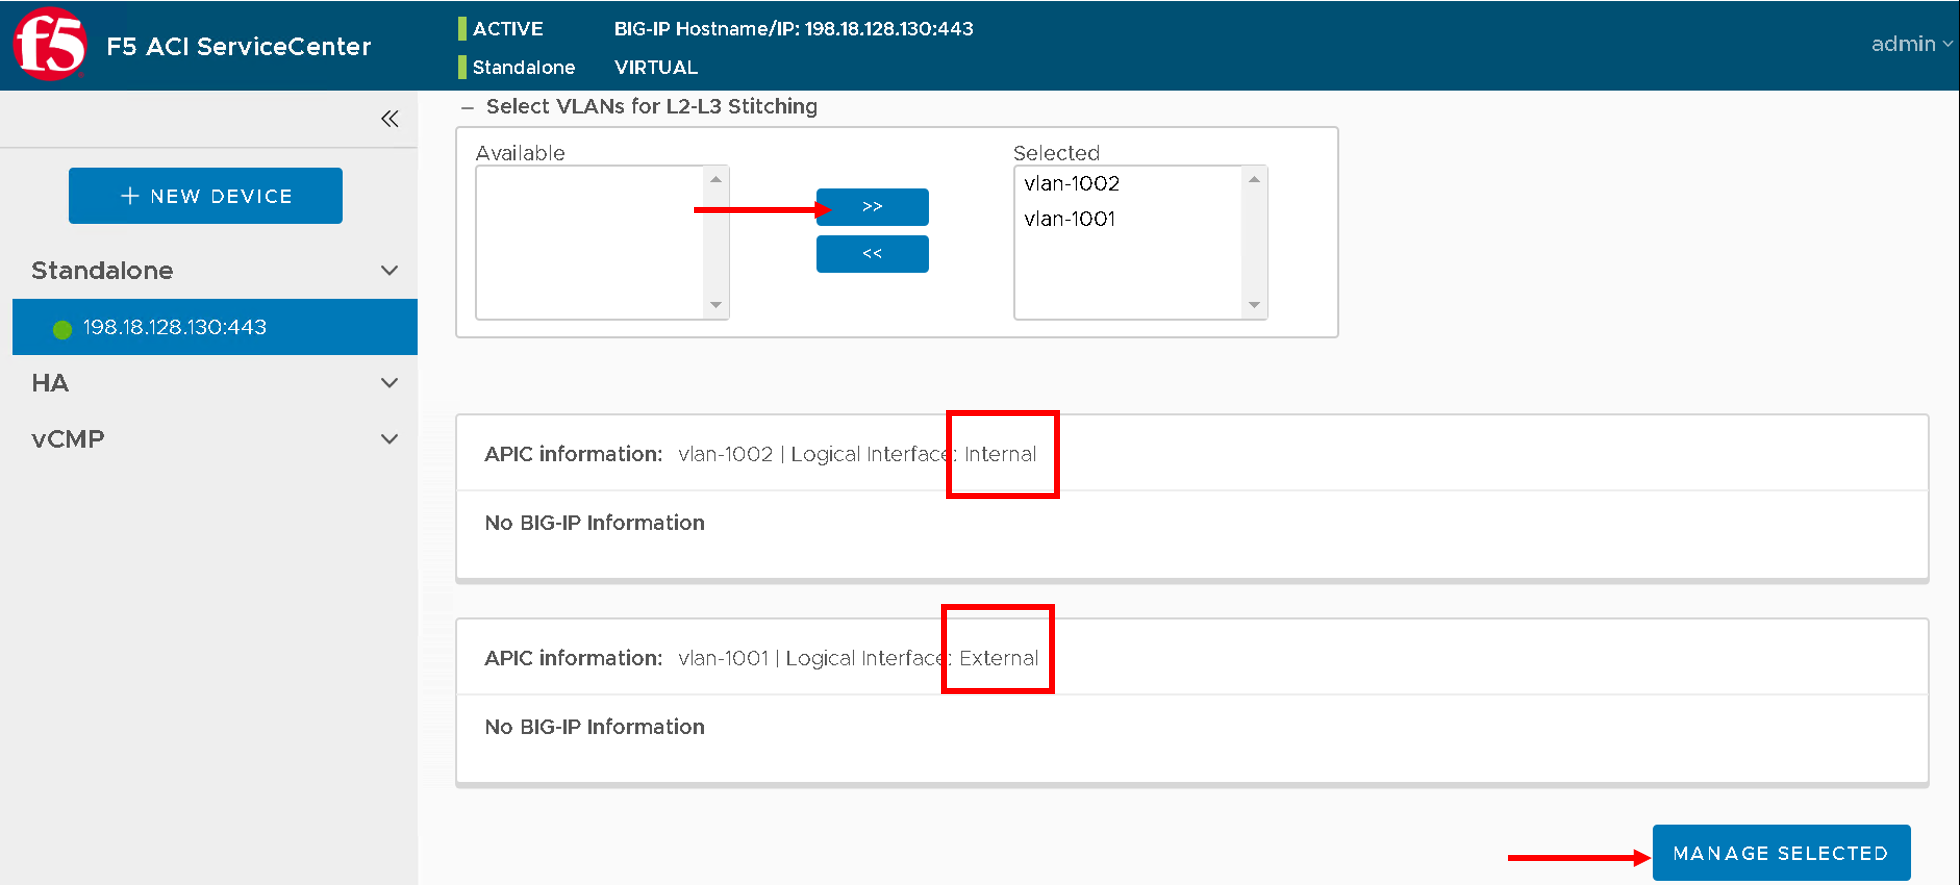 f5
F5 ACI ServiceCenter
ACTIVE BIG-IP Hostname/IP: 198.18.128.130:443
Standalone VIRTUAL
admin
+ NEW DEVICE
Standalone
198.18.128.130:443
HA
vCMP
Select VLANs for L2-L3 Stitching
Available
>>
<<
Selected
vlan-1002
vlan-1001
APIC information: vlan-1002 | Logical Interface: Internal
No BIG-IP Information
APIC information: vlan-1001 | Logical Interface: External
No BIG-IP Information
MANAGE SELECTED